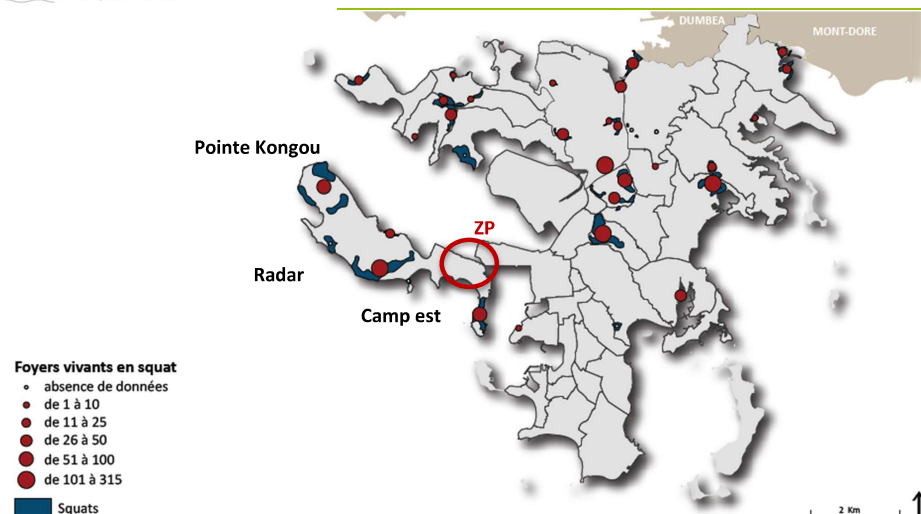 DUMBEA
MONT-DORE
Pointe Kongou
ZP
Radar
Camp est
Foyers vivants en squat
absence de données
de 1 à 10
de 11 à 25
de 26 à 50
de 51 à 100
de 101 à 315
Squats
2 Km